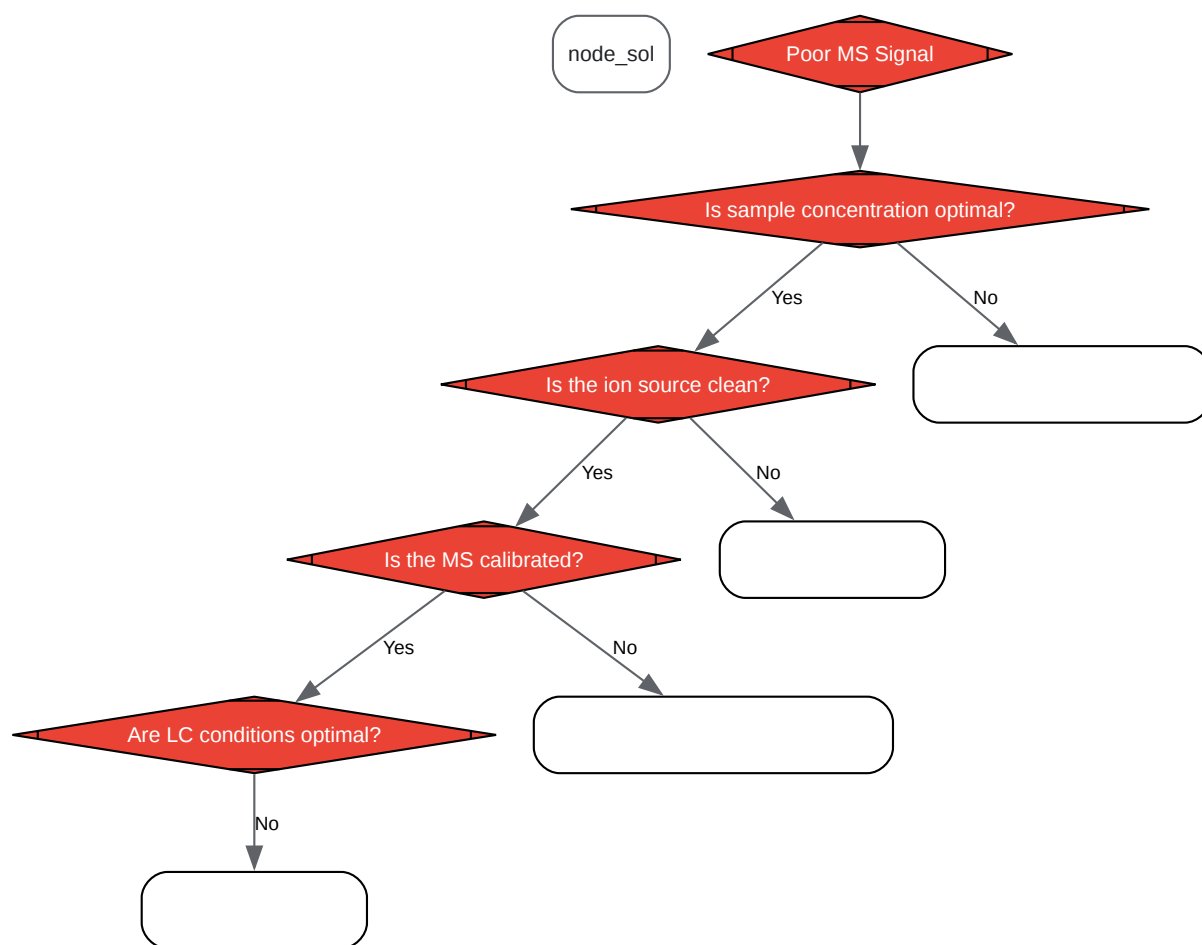 node_sol
Poor MS Signal
Is sample concentration optimal?
Yes
No
Is the ion source clean?
Yes
No
Is the MS calibrated?
Yes
No
Are LC conditions optimal?
No